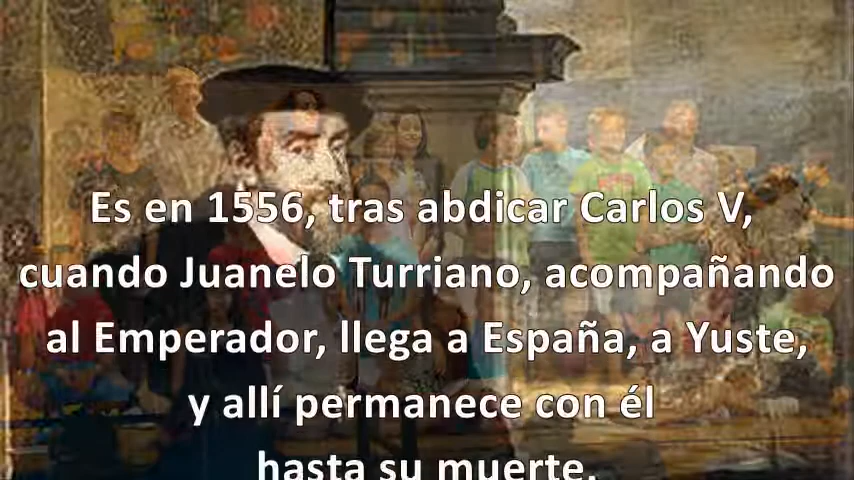 Es en 1556, tras abdicar Carlos V,
cuando Juanelo Turriano, acompañando
al Emperador, llega a España, a Yuste,
y allí permanece con él
hasta su muerte.